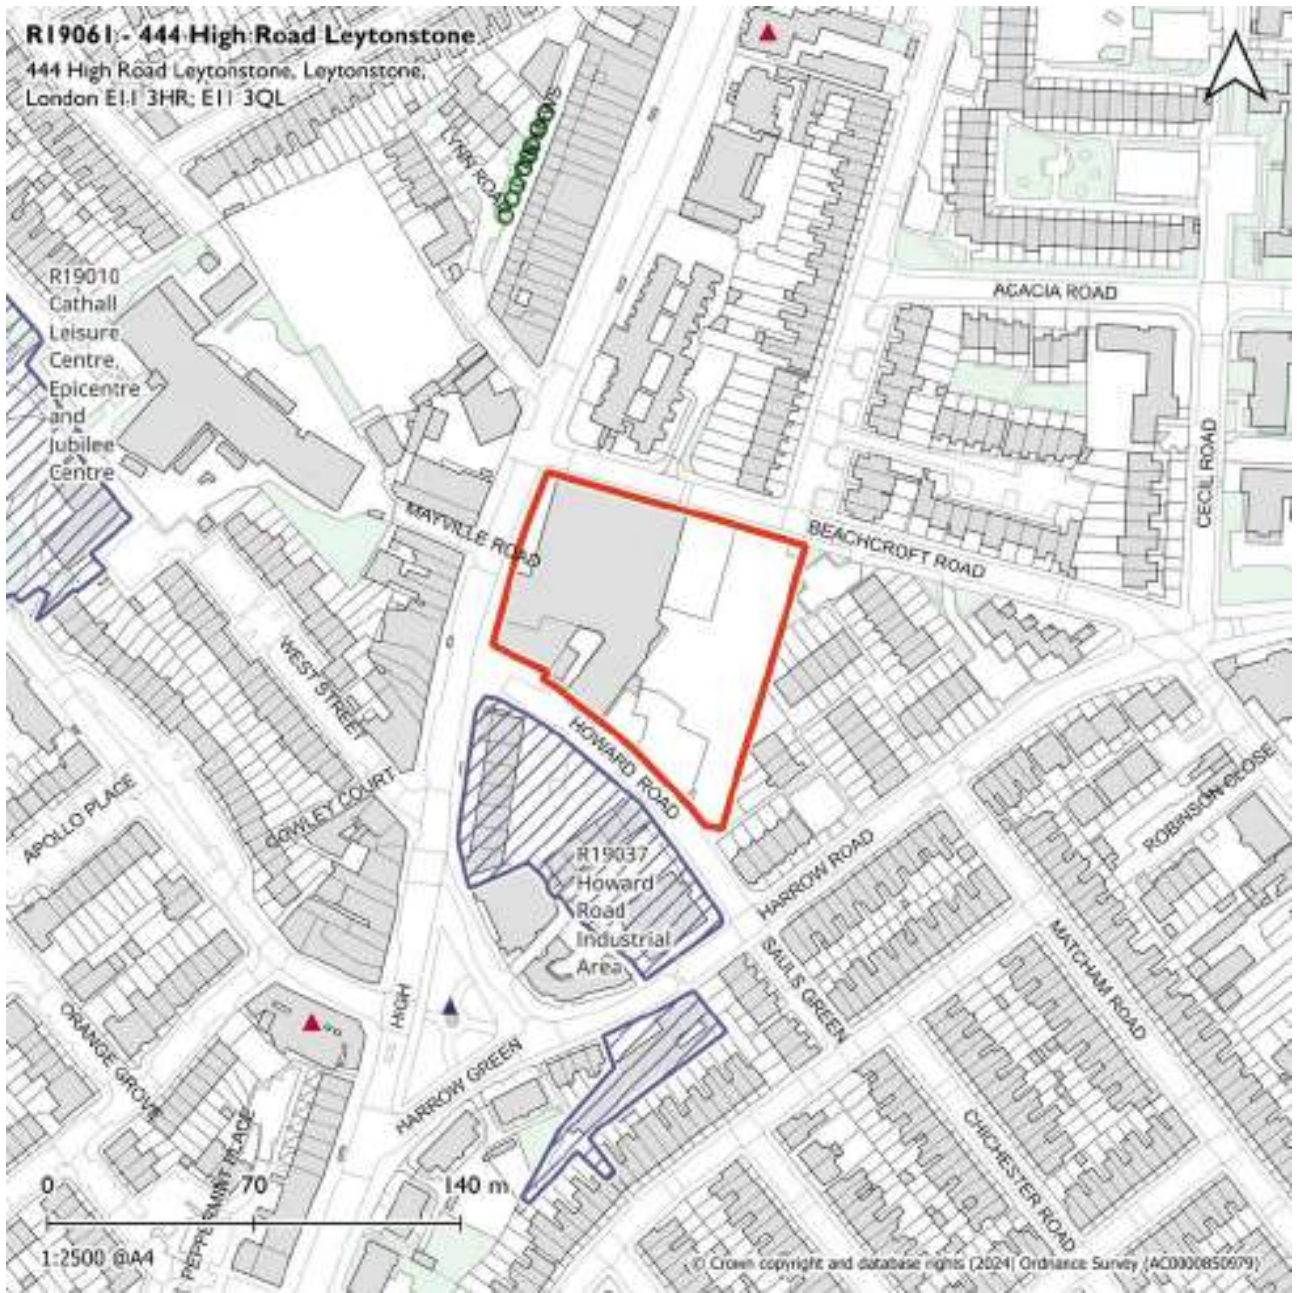 R19061 - 444 High Road Leytonstone
444 High Road Leytonstone, Leytonstone,
London E11 3HR; E11 3QL
LYNN ROAD
R19010
Cathall
Leisure
Centre,
Epicentre
and
Jubilee
Centre
ACACIA ROAD
CECIL ROAD
MAYVILLE ROAD
BEACHCROFT ROAD
WEST STREET
HOWARD ROAD
APOLLO PLACE
COWLEY COURT
ROBINSON CLOSE
R19037
Howard
Road
Industrial
Area
HARROW ROAD
SAULS GREEN
MATCHAM ROAD
HIGH
ORANGE GROVE
HARROW GREEN
PEPPERMINT PLACE
CHICHESTER ROAD
0 70 140 m
1:2500 @A4
© Crown copyright and database rights (2024) Ordnance Survey (AC0000850979)